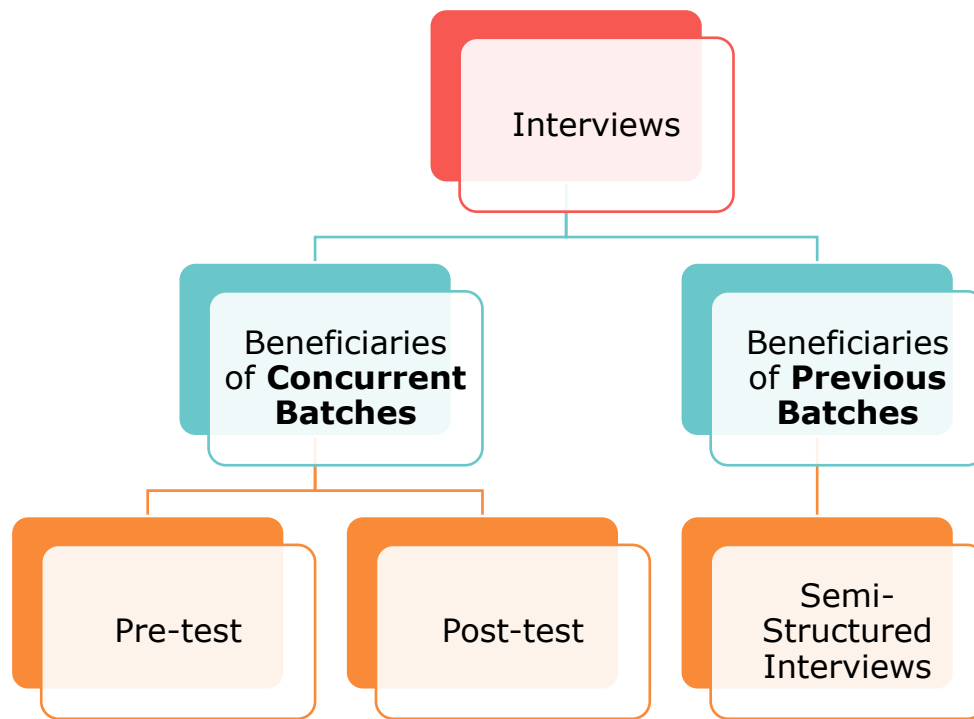 Interviews
Beneficiaries
of Concurrent
Batches
Beneficiaries
of Previous
Batches
Pre-test
Post-test
Semi-
Structured
Interviews